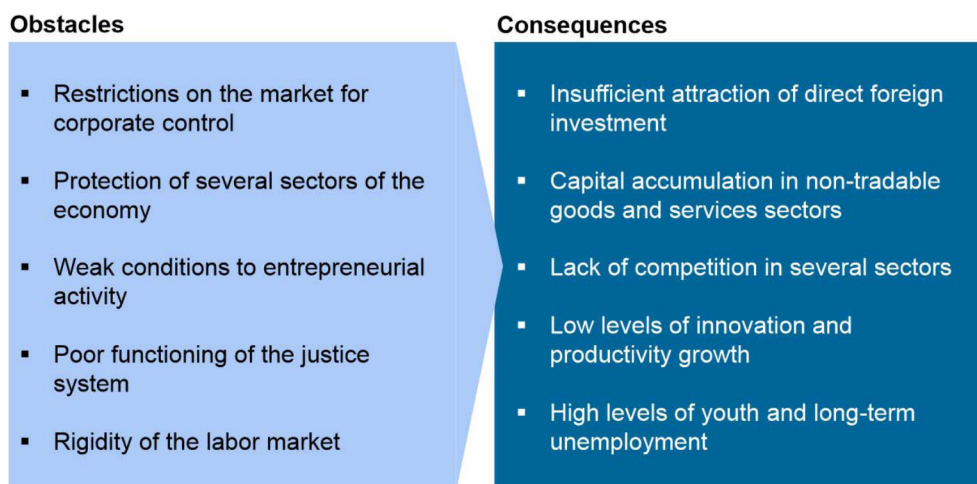 Obstacles
▪ Restrictions on the market for
corporate control
▪ Protection of several sectors of the
economy
▪ Weak conditions to entrepreneurial
activity
▪ Poor functioning of the justice
system
▪ Rigidity of the labor market
Consequences
▪ Insufficient attraction of direct foreign
investment
▪ Capital accumulation in non-tradable
goods and services sectors
▪ Lack of competition in several sectors
▪ Low levels of innovation and
productivity growth
▪ High levels of youth and long-term
unemployment